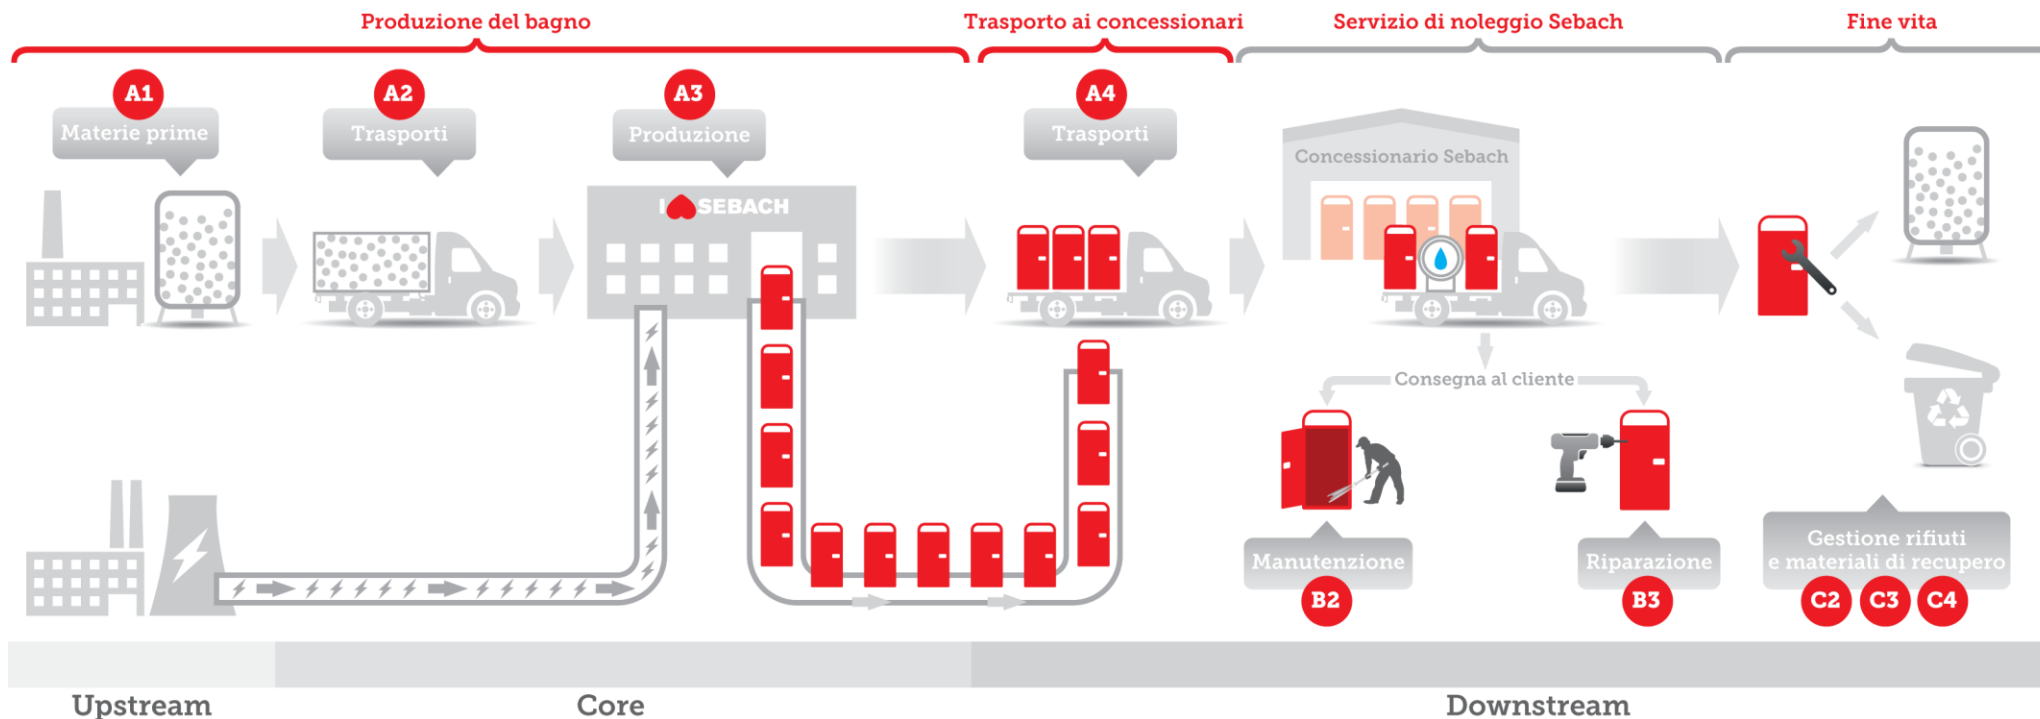 Produzione del bagno
Trasporto ai concessionari
Servizio di noleggio Sebach
Fine vita
A1
Materie prime
A2
Trasporti
A3
Produzione
A4
Trasporti
I SEBACH
Concessionario Sebach
Consegna al cliente
Manutenzione
B2
Riparazione
B3
Gestione rifiuti
e materiali di recupero
C2 C3 C4
Upstream
Core
Downstream